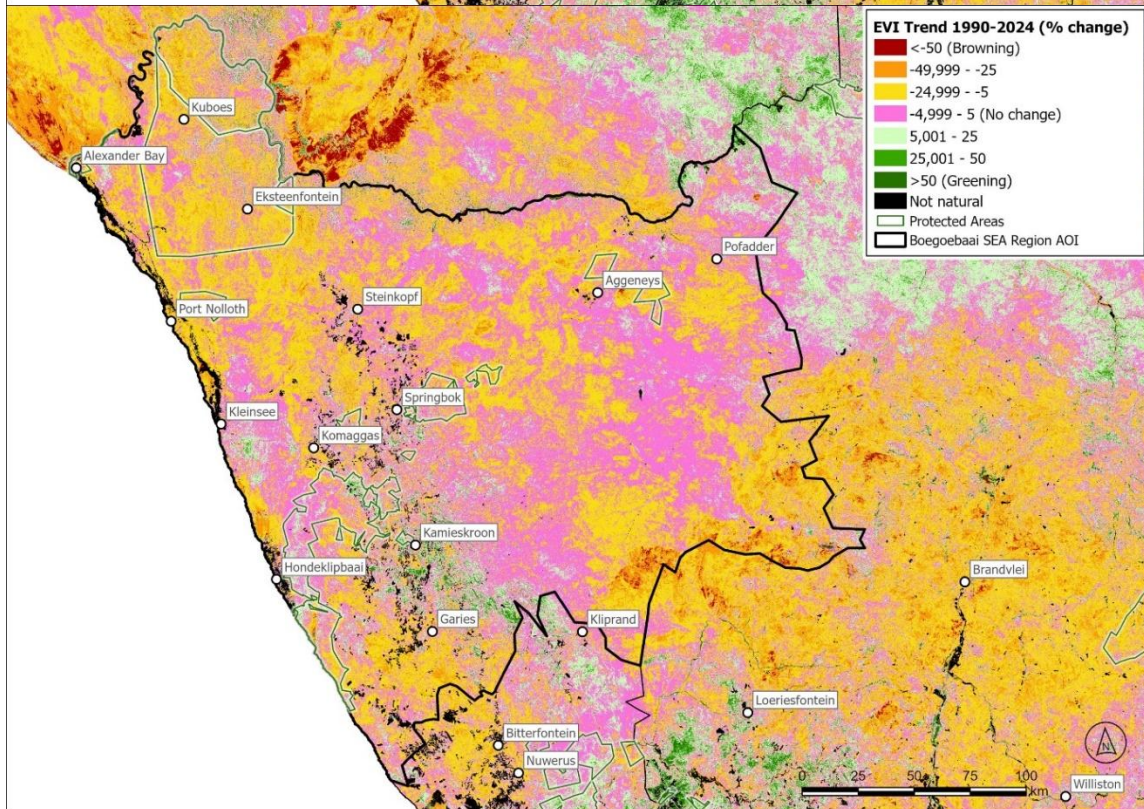 EVI Trend 1990-2024 (% change)
<-50 (Browning)
-49,999 - -25
-24,999 - -5
-4,999 - 5 (No change)
5,001 - 25
25,001 - 50
>50 (Greening)
Not natural
Protected Areas
Boegoebaai SEA Region AOI
Kuboes
Alexander Bay
Eksteenfontein
Pofadder
Aggeneys
Steinkopf
Port Nolloth
Springbok
Kleinsee
Komaggas
Kamieskroon
Hondeklipbaai
Brandvlei
Garies
Kliprand
Loeriesfontein
Bitterfontein
Nuwerus
N
0 25 50 75 100
km
Williston